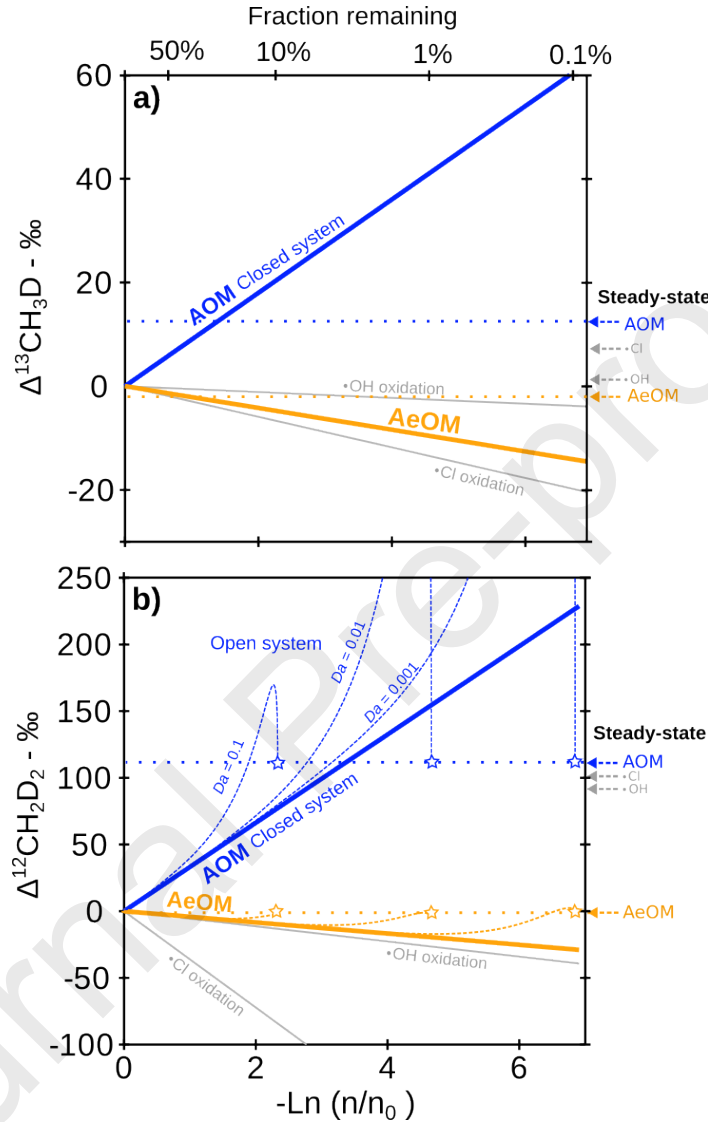 Fraction remaining
50% 10% 1% 0.1%
a)
60
40
20
0
-20
Δ¹³CH₃D - ‰
AOM Closed system
•OH oxidation
AeOM
•Cl oxidation
Steady-state
AOM
•Cl
OH
AeOM
b)
250
200
150
100
50
0
-50
-100
Δ¹²CH₂D₂ - ‰
Open system
Da = 0.1
Da = 0.01
Da = 0.001
AOM Closed system
AeOM
•OH oxidation
•Cl oxidation
Steady-state
AOM
•Cl
•OH
AeOM
0 2 4 6
-Ln (n/n₀ )
urnal Pre-pro